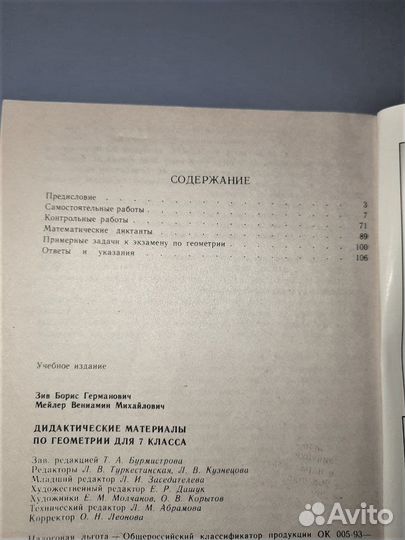 СОДЕРЖАНИЕ
Предисловие . . . . . . . . . . . . 3
Самостоятельные работы . . . . . . . . . . 7
Контрольные работы . . . . . . . . . . 71
Математические диктанты . . . . . . . . . . 89
Примерные задачи к экзамену по геометрии . . . . . . . 100
Ответы и указания . . . . . . . . . . 106
Учебное издание
Зив Борис Германович
Мейлер Вениамин Михайлович
ДИДАКТИЧЕСКИЕ МАТЕРИАЛЫ
ПО ГЕОМЕТРИИ ДЛЯ 7 КЛАССА
Зав. редакцией Т. А. Бурмистрова
Редакторы Л. В. Туркестанская, Л. В. Кузнецова
Младший редактор Л. И. Заседателева
Художественный редактор Е. Р. Дашук
Художники Е. М. Молчанов, О. В. Корытов
Технический редактор Л. М. Абрамова
Корректор О. Н. Леонова
Налоговая льгота — Общероссийский классификатор продукции ОК 005-93—
Avito